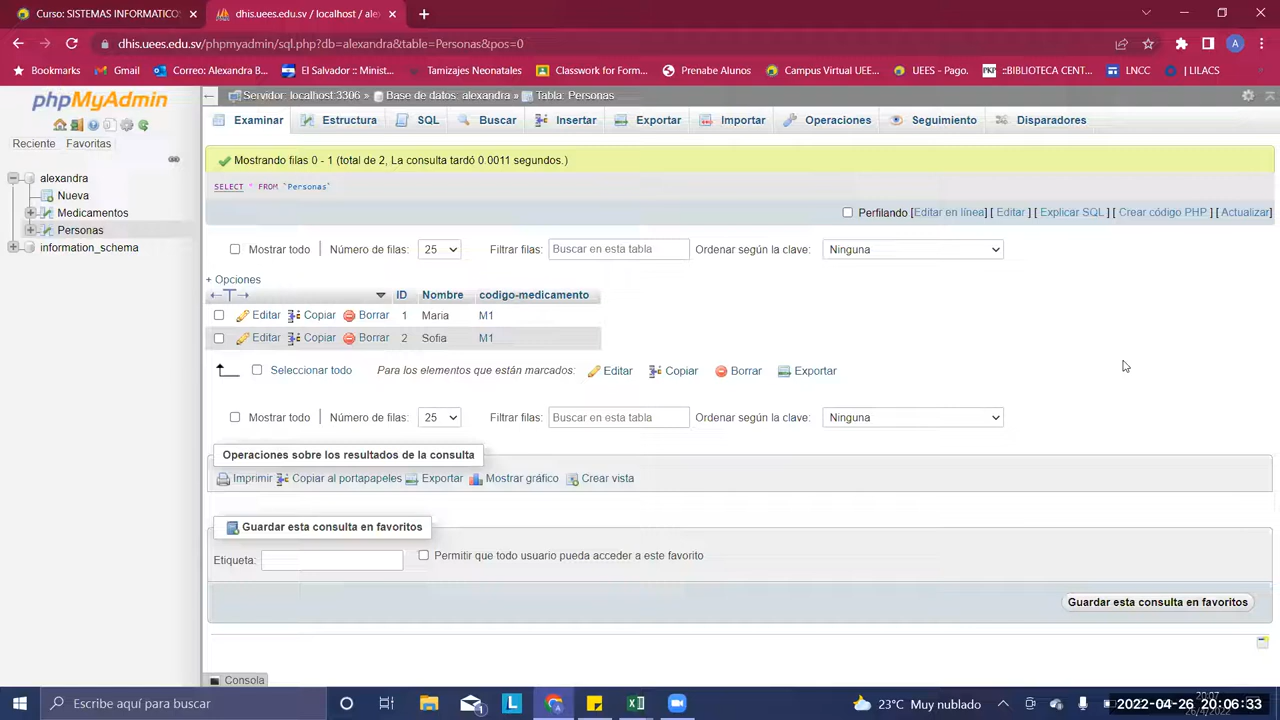 Curso: SISTEMAS INFORMATICOS
dhis.uees.edu.sv / localhost / ale
dhis.uees.edu.sv/phpmyadmin/sql.php?db=alexandra&table=Personas&pos=0
A
Bookmarks
Gmail
Correo: Alexandra B...
El Salvador :: Minist...
Tamizajes Neonatales
Classwork for Form...
Prenabe Alunos
Campus Virtual UEE...
UEES - Pago.
::BIBLIOTECA CENT...
LNCC
| LILACS
phpMyAdmin
Reciente Favoritas
alexandra
Nueva
Medicamentos
Personas
information_schema
Servidor: localhost:3306 » Base de datos: alexandra » Tabla: Personas
Examinar Estructura SQL Buscar Insertar Exportar Importar Operaciones Seguimiento Disparadores
Mostrando filas 0 - 1 (total de 2, La consulta tardó 0.0011 segundos.)
SELECT * FROM `Personas`
Perfilando [Editar en línea] [ Editar ] [ Explicar SQL ] [ Crear código PHP ] [ Actualizar]
Mostrar todo | Número de filas: 25 Filtrar filas: Buscar en esta tabla Ordenar según la clave: Ninguna
+ Opciones
ID Nombre codigo-medicamento
Editar Copiar Borrar 1 Maria M1
Editar Copiar Borrar 2 Sofia M1
Seleccionar todo Para los elementos que están marcados: Editar Copiar Borrar Exportar
Mostrar todo | Número de filas: 25 Filtrar filas: Buscar en esta tabla Ordenar según la clave: Ninguna
Operaciones sobre los resultados de la consulta
Imprimir Copiar al portapapeles Exportar Mostrar gráfico Crear vista
Guardar esta consulta en favoritos
Etiqueta: Permitir que todo usuario pueda acceder a este favorito
Guardar esta consulta en favoritos
Consola
Escribe aquí para buscar
23°C Muy nublado
2022-04-26 20:06:33